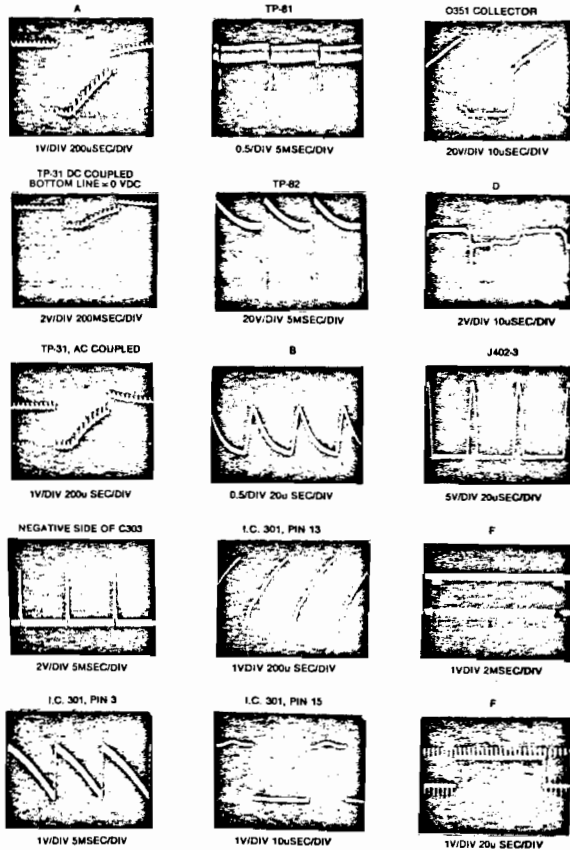 A
TP-81
O351 COLLECTOR
1V/DIV 200uSEC/DIV
0.5/DIV 5MSEC/DIV
20V/DIV 10uSEC/DIV
TP-31 DC COUPLED
BOTTOM LINE = 0 VDC
TP-82
D
2V/DIV 200MSEC/DIV
20V/DIV 5MSEC/DIV
2V/DIV 10uSEC/DIV
TP-31, AC COUPLED
B
J402-3
1V/DIV 200u SEC/DIV
0.5/DIV 20u SEC/DIV
5V/DIV 20uSEC/DIV
NEGATIVE SIDE OF C303
I.C. 301, PIN 13
F
2V/DIV 5MSEC/DIV
1VDIV 200u SEC/DIV
1VDIV 2MSEC/DIV
I.C. 301, PIN 3
I.C. 301, PIN 15
F
1V/DIV 5MSEC/DIV
1V/DIV 10uSEC/DIV
1V/DIV 20u SEC/DIV